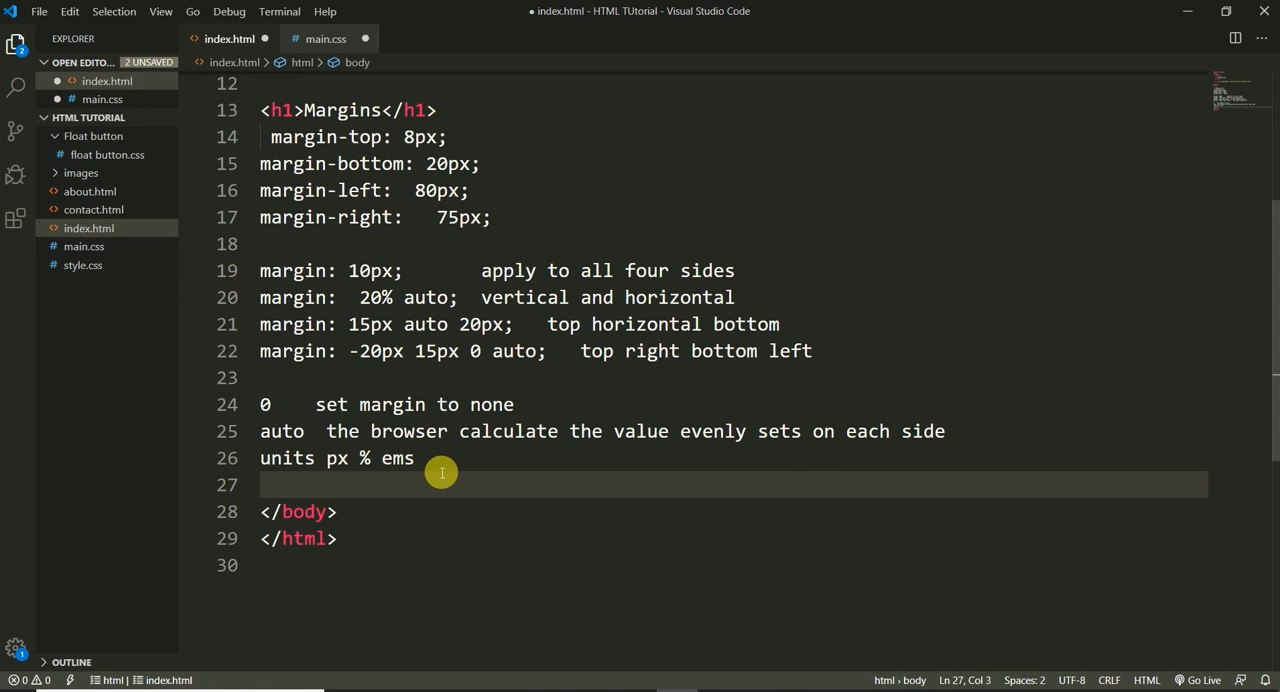 File Edit Selection View Go Debug Terminal Help
● index.html - HTML TUtorial - Visual Studio Code
EXPLORER
OPEN EDITO... 2 UNSAVED
index.html
main.css
HTML TUTORIAL
Float button
float button.css
images
about.html
contact.html
index.html
main.css
style.css
OUTLINE
index.html main.css
index.html > html > body
12
13 <h1>Margins</h1>
14 margin-top: 8px;
15 margin-bottom: 20px;
16 margin-left: 80px;
17 margin-right: 75px;
18
19 margin: 10px; apply to all four sides
20 margin: 20% auto; vertical and horizontal
21 margin: 15px auto 20px; top horizontal bottom
22 margin: -20px 15px 0 auto; top right bottom left
23
24 0 set margin to none
25 auto the browser calculate the value evenly sets on each side
26 units px % ems
27
28 </body>
29 </html>
30
2
1
0 0 html | index.html html › body Ln 27, Col 3 Spaces: 2 UTF-8 CRLF HTML Go Live